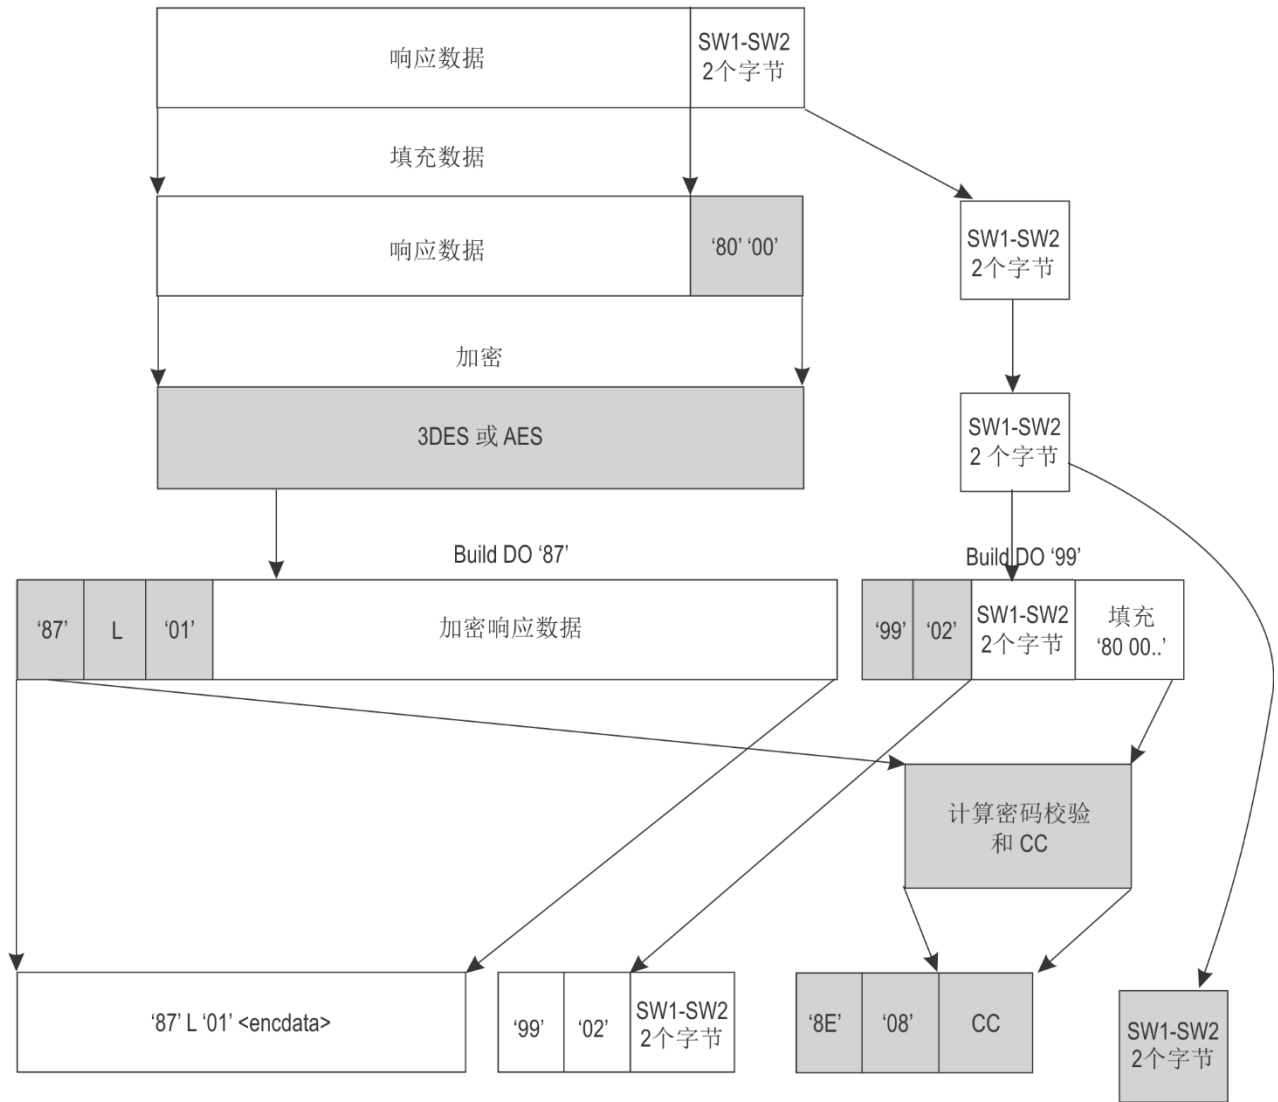 响应数据
SW1-SW2
2个字节
填充数据
响应数据
‘80’ ‘00’
SW1-SW2
2个字节
加密
3DES 或 AES
SW1-SW2
2 个字节
Build DO ‘87’
Build DO ‘99’
‘87’
L
‘01’
加密响应数据
‘99’
‘02’
SW1-SW2
2个字节
填充
‘80 00..’
计算密码校验
和 CC
‘87’ L ‘01’ <encdata>
‘99’
‘02’
SW1-SW2
2个字节
‘8E’
‘08’
CC
SW1-SW2
2个字节